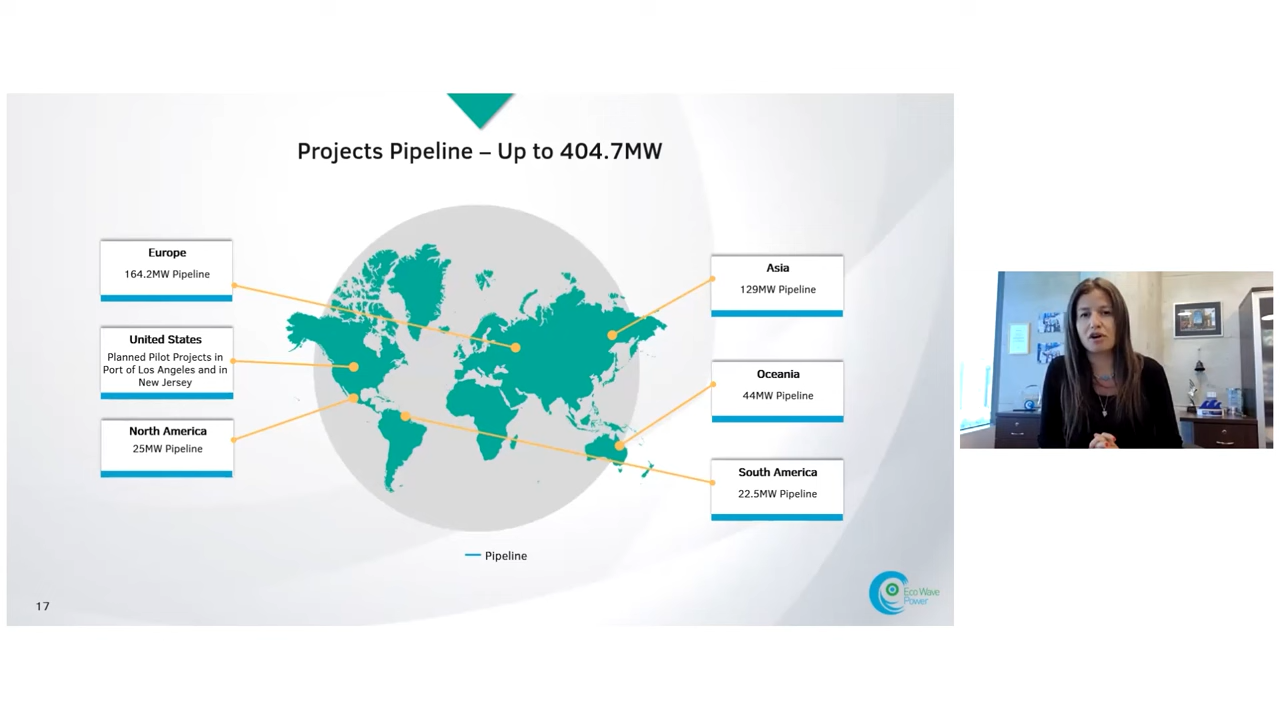 Projects Pipeline – Up to 404.7MW
Europe
164.2MW Pipeline
United States
Planned Pilot Projects in
Port of Los Angeles and in
New Jersey
North America
25MW Pipeline
Asia
129MW Pipeline
Oceania
44MW Pipeline
South America
22.5MW Pipeline
Pipeline
17
Eco Wave
Power